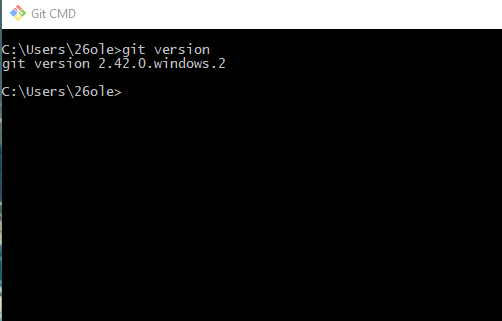 Git CMD
C:\Users\26ole>git version
git version 2.42.0.windows.2
C:\Users\26ole>